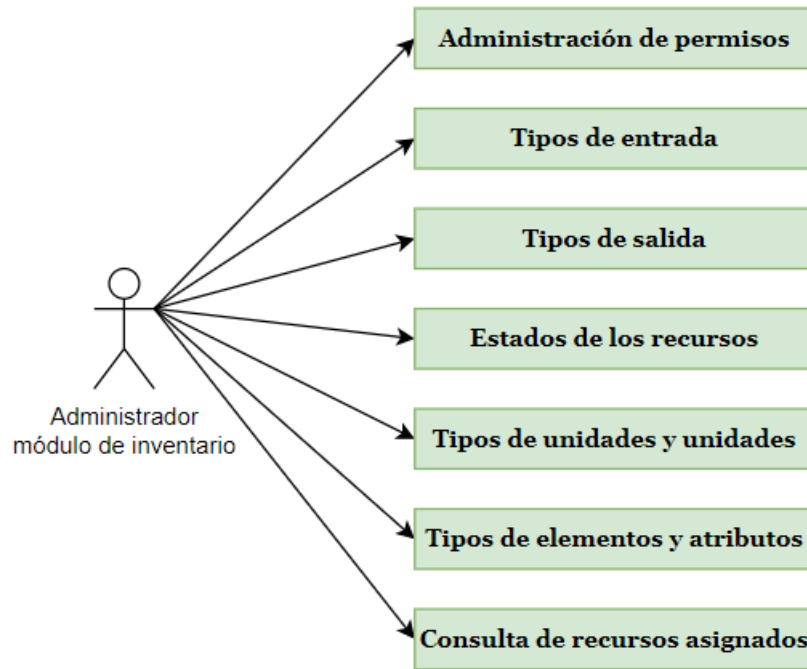 Administración de permisos
Tipos de entrada
Tipos de salida
Estados de los recursos
Administrador
módulo de inventario
Tipos de unidades y unidades
Tipos de elementos y atributos
Consulta de recursos asignados